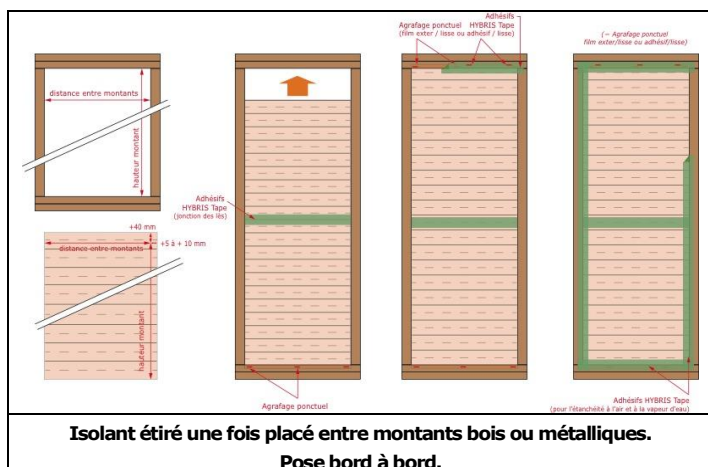 distance entre montants
hauteur montant
+40 mm
distance entre montants
+5 à + 10 mm
hauteur montant
Adhésifs
HYBRIS Tape
(jonction des lés)
Agrafage ponctuel
Agrafage ponctuel
(film exter / lisse ou adhésif / lisse)
Adhésifs
HYBRIS Tape
(~ Agrafage ponctuel
film exter/lisse ou adhésif/lisse)
Adhésifs HYBRIS Tape
(pour l'étanchéité à l'air et à la vapeur d'eau)
Isolant étiré une fois placé entre montants bois ou métalliques.
Pose bord à bord.